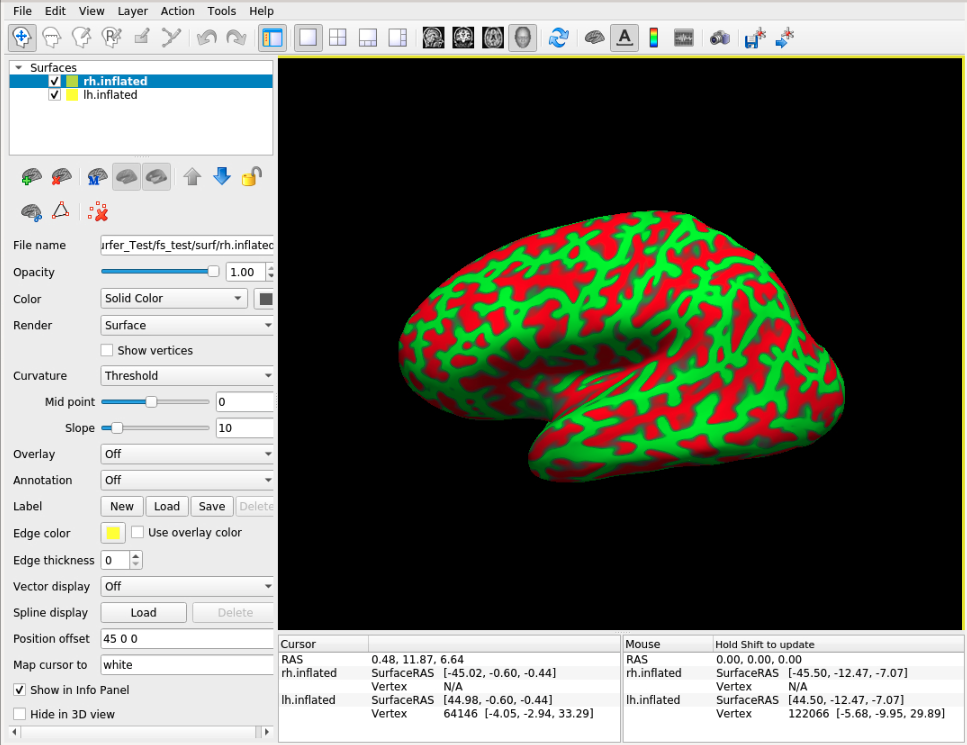 File Edit View Layer Action Tools Help
Surfaces
rh.inflated
lh.inflated
File name urfer_Test/fs_test/surf/rh.inflated
Opacity 1.00
Color Solid Color
Render Surface
Show vertices
Curvature Threshold
Mid point 0
Slope 10
Overlay Off
Annotation Off
Label New Load Save Delete
Edge color Use overlay color
Edge thickness 0
Vector display Off
Spline display Load Delete
Position offset 45 0 0
Map cursor to white
Show in Info Panel
Hide in 3D view
Cursor
RAS 0.48, 11.87, 6.64
rh.inflated SurfaceRAS [-45.02, -0.60, -0.44]
Vertex N/A
lh.inflated SurfaceRAS [44.98, -0.60, -0.44]
Vertex 64146 [-4.05, -2.94, 33.29]
Mouse Hold Shift to update
RAS 0.00, 0.00, 0.00
rh.inflated SurfaceRAS [-45.50, -12.47, -7.07]
Vertex N/A
lh.inflated SurfaceRAS [44.50, -12.47, -7.07]
Vertex 122066 [-5.68, -9.95, 29.89]